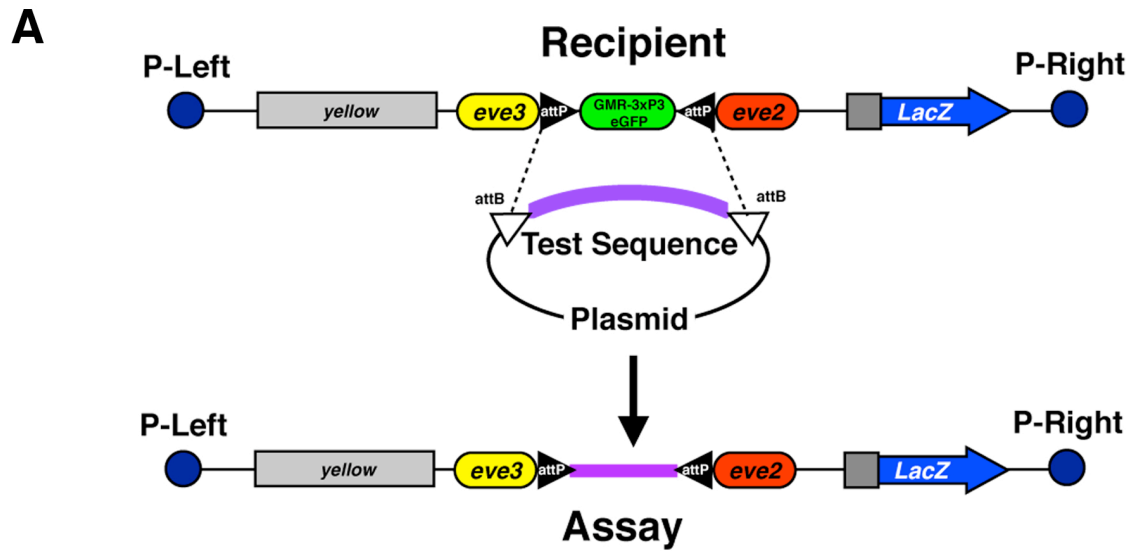 A
Recipient
P-Left
P-Right
yellow
eve3
attP
GMR-3xP3
eGFP
attP
eve2
LacZ
attB
attB
Test Sequence
Plasmid
P-Left
P-Right
yellow
eve3
attP
attP
eve2
LacZ
Assay